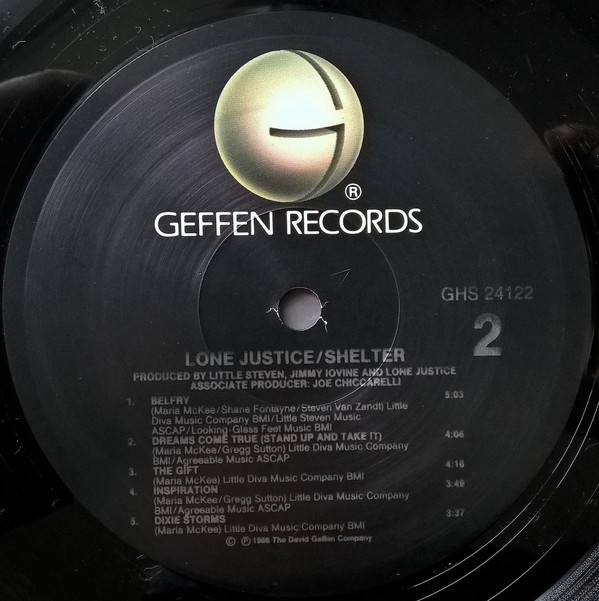 G
®
GEFFEN RECORDS
GHS 24122
2
LONE JUSTICE/SHELTER
PRODUCED BY LITTLE STEVEN, JIMMY IOVINE AND LONE JUSTICE
ASSOCIATE PRODUCER: JOE CHICCARELLI
1. BELFRY 5:03
(Maria McKee/Shane Fontayne/Steven Van Zandt) Little
Diva Music Company BMI/Little Steven Music
ASCAP/Looking-Glass Feet Music BMI
2. DREAMS COME TRUE (STAND UP AND TAKE IT) 4:06
(Maria McKee/Gregg Sutton) Little Diva Music Company
BMI/Agreeable Music ASCAP
3. THE GIFT 4:16
(Maria McKee) Little Diva Music Company BMI
4. INSPIRATION 3:49
(Maria McKee/Gregg Sutton) Little Diva Music Company
BMI/Agreeable Music ASCAP
5. DIXIE STORMS 3:37
(Maria McKee) Little Diva Music Company BMI
© ℗ 1986 The David Geffen Company